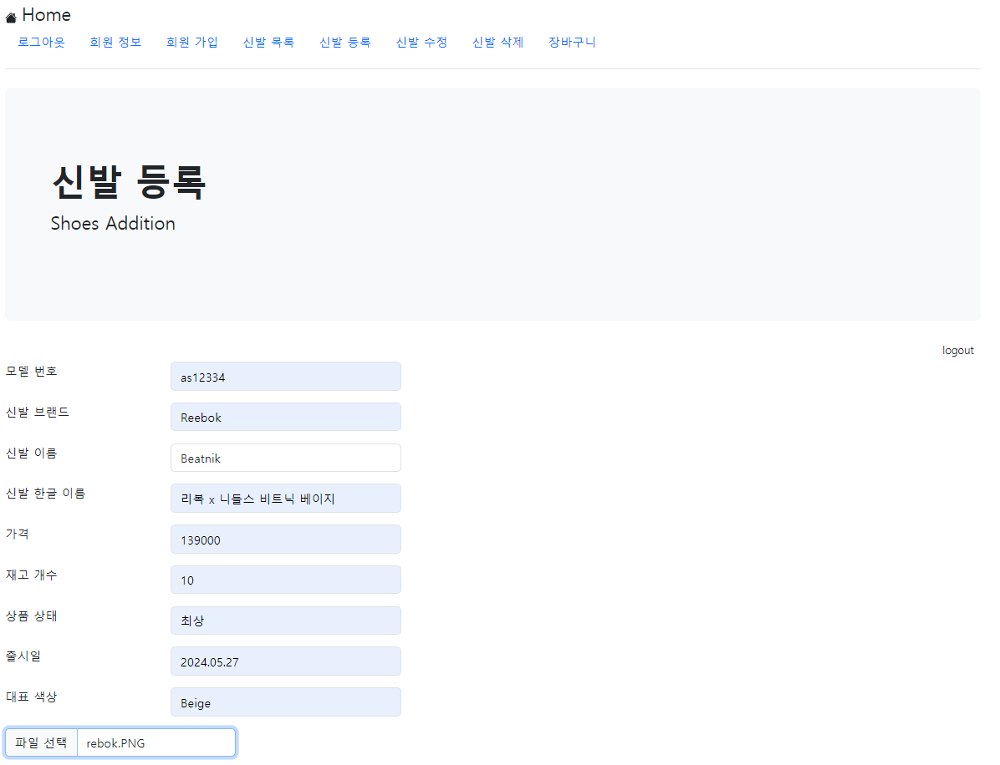 Home
로그아웃 회원 정보 회원 가입 신발 목록 신발 등록 신발 수정 신발 삭제 장바구니
신발 등록
Shoes Addition
logout
모델 번호 as12334
신발 브랜드 Reebok
신발 이름 Beatnik
신발 한글 이름 리복 x 니들스 비트닉 베이지
가격 139000
재고 개수 10
상품 상태 최상
출시일 2024.05.27
대표 색상 Beige
파일 선택 rebok.PNG